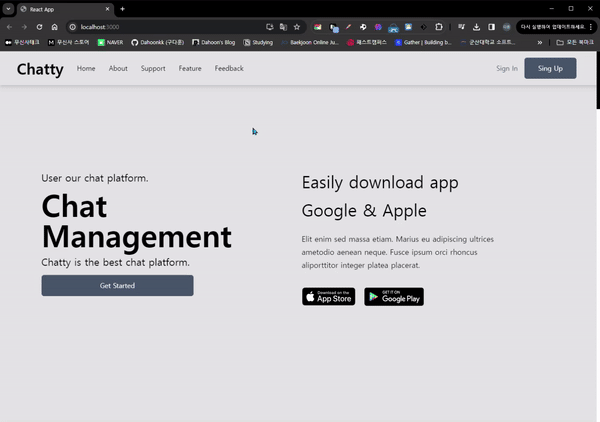 React App
localhost:3000
다시 실행하여 업데이트하세요.
무신사테크
무신사 스토어
NAVER
Dahoonkk (구다훈)
Dahoon's Blog
Studying
Baekjoon Online Ju...
패스트캠퍼스
Gather | Building b...
군산대학교 소프트...
모든 북마크
Chatty
Home
About
Support
Feature
Feedback
Sign In
Sing Up
User our chat platform.
Chat
Management
Chatty is the best chat platform.
Get Started
Easily download app
Google & Apple
Elit enim sed massa etiam. Marius eu adipiscing ultrices
ametodio aenean neque. Fusce ipsum orci rhoncus
aliporttitor integer platea placerat.
Download on the
App Store
GET IT ON
Google Play